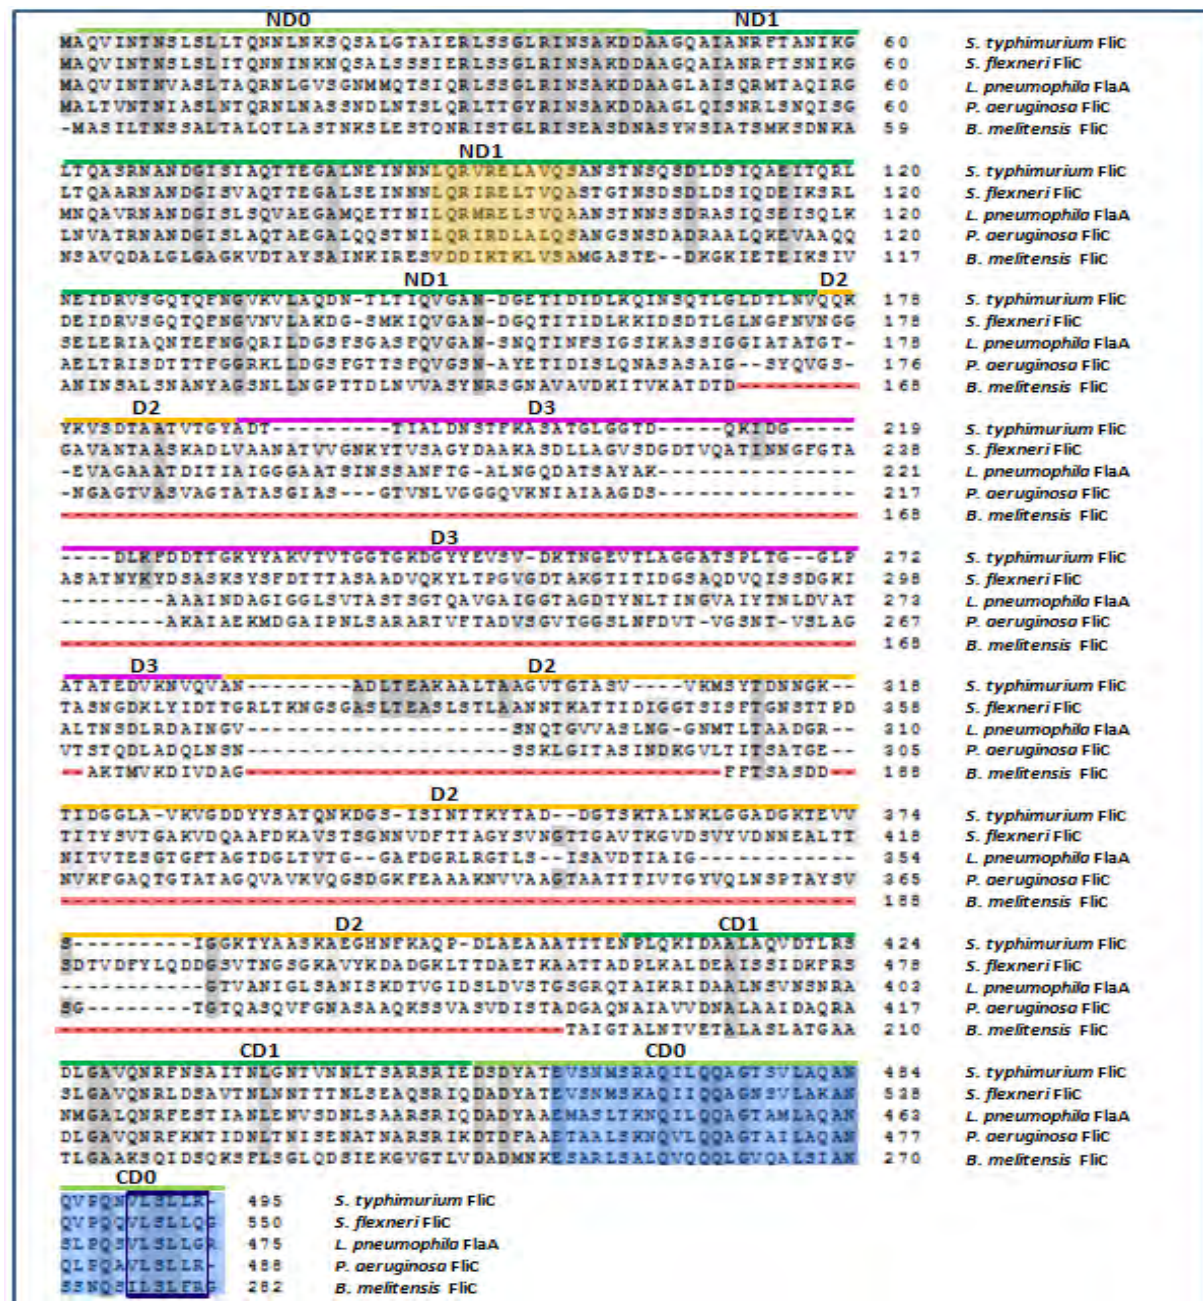 ND0 ND1
MAQVINTNSLSLLTQNNLNKSQSALGTAIERLSSGLRINSAKDDAAGQAIANRFTANIKG 60 S. typhimurium FliC
MAQVINTNSLSLITQNNINKNQSALSSSIERLSSGLRINSAKDDAAGQAIANRFTSNIKG 60 S. flexneri FliC
MAQVINTNVASLTAQRNLGVSGNMMQTSIQRLSSGLRINSAKDDAAGLAISQRMTAQIRG 60 L. pneumophila FlaA
MALTVNTNIASLNTQRNLNASSNDLNTSLQRLTTGYRINSAKDDAAGLQISNRLSNQISG 60 P. aeruginosa FliC
-MASILTNSSALTALQTLASTNKSLESTQNRISTGLRISEASDNASYWSIATSMKSDNKA 59 B. melitensis FliC
ND1
LTQASRNANDGISIAQTTEGALNEINNNLQRVRELAVQSANSTNSQSDLDSIQAEITQRL 120 S. typhimurium FliC
LTQAARNANDGISVAQTTEGALSEINNNLQRIRELTVQASTGTNSDSDLDSIQDEIKSRL 120 S. flexneri FliC
MNQAVRNANDGISLSQVAEGAMQETTNILQRMRELSVQAANSTNNSSDRASIQSEISQLK 120 L. pneumophila FlaA
LNVATRNANDGISLAQTAEGALQQSTNILQRIRDLALQSANGSNSDADRAALQKEVAAQQ 120 P. aeruginosa FliC
NSAVQDALGLGAGKVDTAYSAINKIRESVDDIKTKLVSAMGASTE--DKGKIETEIKSIV 117 B. melitensis FliC
ND1 D2
NEIDRVSGQTQFNGVKVLAQDN-TLTIQVGAN-DGETIDIDLKQINSQTLGLDTLNVQQK 178 S. typhimurium FliC
DEIDRVSGQTQFNGVNVLAKDG-SMKIQVGAN-DGQTITIDLKKIDSDTLGLNGFNVNGG 178 S. flexneri FliC
SELERIAQNTEFNGQRILDGSFSGASFQVGAN-SNQTINFSIGSIKASSIGGIATATGT- 178 L. pneumophila FlaA
AELTRISDTTTFGGRKLLDGSFGTTSFQVGSN-AYETIDISLQNASASAIG--SYQVGS- 176 P. aeruginosa FliC
ANINSALSNANYAGSNLLNGPTTDLNVVASYNRSGNAVAVDKITVKATDTD--------- 168 B. melitensis FliC
D2 D3
YKVSDTAATVTGYADT---------TIALDNSTFKASATGLGGTD-----QKIDG----- 219 S. typhimurium FliC
GAVANTAASKADLVAANATVVGNKYTVSAGYDAAKASDLLAGVSDGDTVQATINNGFGTA 238 S. flexneri FliC
-EVAGAAATDITIAIGGGAATSINSSANFTG-ALNGQDATSAYAK--------------- 221 L. pneumophila FlaA
-NGAGTVASVAGTATASGIAS---GTVNLVGGGQVKNIAIAAGDS--------------- 217 P. aeruginosa FliC
------------------------------------------------------------ 168 B. melitensis FliC
D3
----DLKFDDTTGKYYAKVTVTGGTGKDGYYEVSV-DKTNGEVTLAGGATSPLTG--GLP 272 S. typhimurium FliC
ASATNYKYDSASKSYSFDTTTASAADVQKYLTPGVGDTAKGTITIDGSAQDVQISSDGKI 298 S. flexneri FliC
--------AAAINDAGIGGLSVTASTSGTQAVGAIGGTAGDTYNLTINGVAIYTNLDVAT 273 L. pneumophila FlaA
--------AKAIAEKMDGAIPNLSARARTVFTADVSGVTGGSLNFDVT-VGSNT-VSLAG 267 P. aeruginosa FliC
------------------------------------------------------------ 168 B. melitensis FliC
D3 D2
ATATEDVKNVQVAN--------ADLTEAKAALTAAGVTGTASV----VKMSYTDNNGK-- 318 S. typhimurium FliC
TASNGDKLYIDTTGRLTKNGSGASLTEASLSTLAANNTKATTIDIGGTSISFTGNSTTPD 358 S. flexneri FliC
ALTNSDLRDAINGV--------------------SNQTGVVASLNG-GNMTLTAADGR-- 310 L. pneumophila FlaA
VTSTQDLADQLNSN--------------------SSKLGITASINDKGVLTITSATGE-- 305 P. aeruginosa FliC
--AKTMVKDIVDAG------------------------------------FFTSASDD-- 188 B. melitensis FliC
D2
TIDGGLA-VKVGDDYYSATQNKDGS-ISINTTKYTAD--DGTSKTALNKLGGADGKTEVV 374 S. typhimurium FliC
TITYSVTGAKVDQAAFDKAVSTSGNNVDFTTAGYSVNGTTGAVTKGVDSVYVDNNEALTT 418 S. flexneri FliC
NITVTESGTGFTAGTDGLTVTG--GAFDGRLRGTLS--ISAVDTIAIG------------ 354 L. pneumophila FlaA
NVKFGAQTGTATAGQVAVKVQGSDGKFEAAAKNVVAAGTAATTTIVTGYVQLNSPTAYSV 365 P. aeruginosa FliC
------------------------------------------------------------ 188 B. melitensis FliC
D2 CD1
S---------IGGKTYAASKAEGHNFKAQP-DLAEAAATTTENPLQKIDAALAQVDTLRS 424 S. typhimurium FliC
SDTVDFYLQDDGSVTNGSGKAVYKDADGKLTTDAETKAATTADPLKALDEAISSIDKFRS 478 S. flexneri FliC
-----------GTVANIGLSANISKDTVGIDSLDVSTGSGRQTAIKRIDAALNSVNSNRA 403 L. pneumophila FlaA
SG---------TGTQASQVFGNASAAQKSSVASVDISTADGAQNAIAVVDNALAAIDAQRA 417 P. aeruginosa FliC
--------------------------------------TAIGTALNTVETALASLATGAA 210 B. melitensis FliC
CD1 CD0
DLGAVQNRFNSAITNLGNTVNNLTSARSRIEDSDYATEVSNMSRAQILQQAGTSVLAQAN 484 S. typhimurium FliC
SLGAVQNRLDSAVTNLNNTTTNLSEAQSRIQDADYATEVSNMSKAQIIQQAGNSVLAKAN 538 S. flexneri FliC
NMGALQNRFESTIANLENVSDNLSAARSRIQDADYAAEMASLTKNQILQQAGTAMLAQAN 463 L. pneumophila FlaA
DLGAVQNRFKNTIDNLTNISENATNARSRIKDTDFAAETAALSKNQVLQQAGTAILAQAN 477 P. aeruginosa FliC
TLGAAKSQIDSQKSFLSGLQDSIEKGVGTLVDADMNKESARLSALQVQQQLGVQALSIAN 270 B. melitensis FliC
CD0
QVPQNVLSLLR- 495 S. typhimurium FliC
QVPQQVLSLLQG 550 S. flexneri FliC
SLPQSVLSLLGR 475 L. pneumophila FlaA
QLPQAVLSLLR- 488 P. aeruginosa FliC
SSNQSILSLFRG 282 B. melitensis FliC